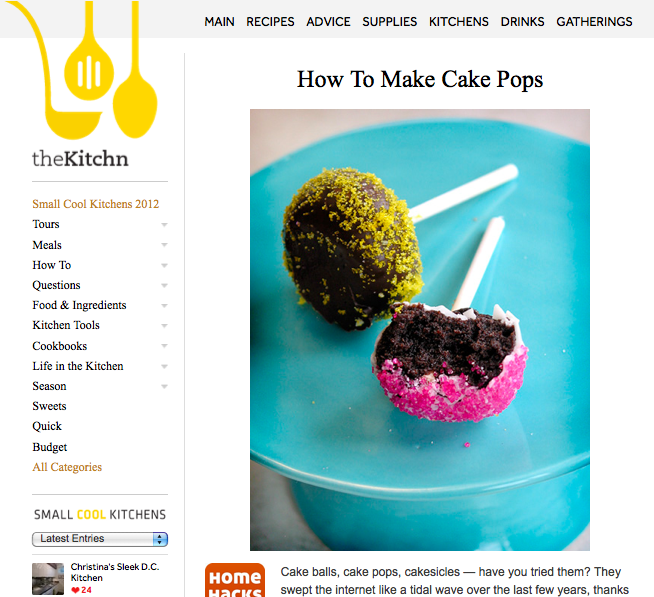 MAIN RECIPES ADVICE SUPPLIES KITCHENS DRINKS GATHERINGS
theKitchn
Small Cool Kitchens 2012
Tours
Meals
How To
Questions
Food & Ingredients
Kitchen Tools
Cookbooks
Life in the Kitchen
Season
Sweets
Quick
Budget
All Categories
SMALL COOL KITCHENS
Latest Entries
Christina's Sleek D.C.
Kitchen
24
How To Make Cake Pops
HOME
HACKS
Cake balls, cake pops, cakesicles — have you tried them? They
swept the internet like a tidal wave over the last few years, thanks